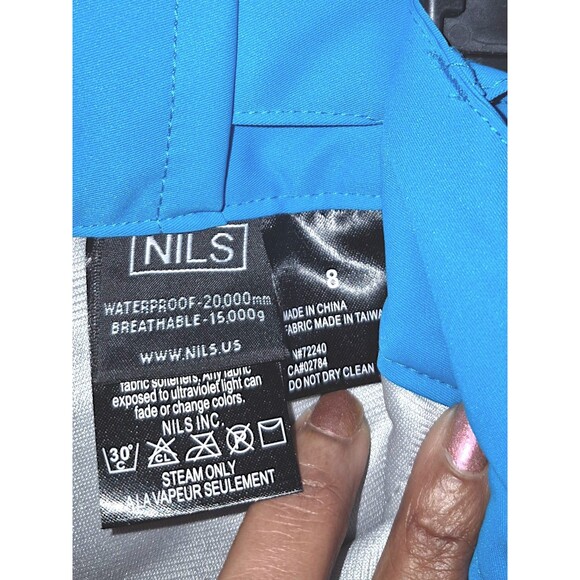 NILS
WATERPROOF-20,000mm
BREATHABLE-15,000g
WWW.NILS.US
fabric softeners. Any fabric
exposed to ultraviolet light can
fade or change colors.
NILS INC.
30°
C
CL
P
STEAM ONLY
A LA VAPEUR SEULEMENT
8
MADE IN CHINA
FABRIC MADE IN TAIWA
N#72240
CA#02784
DO NOT DRY CLEAN